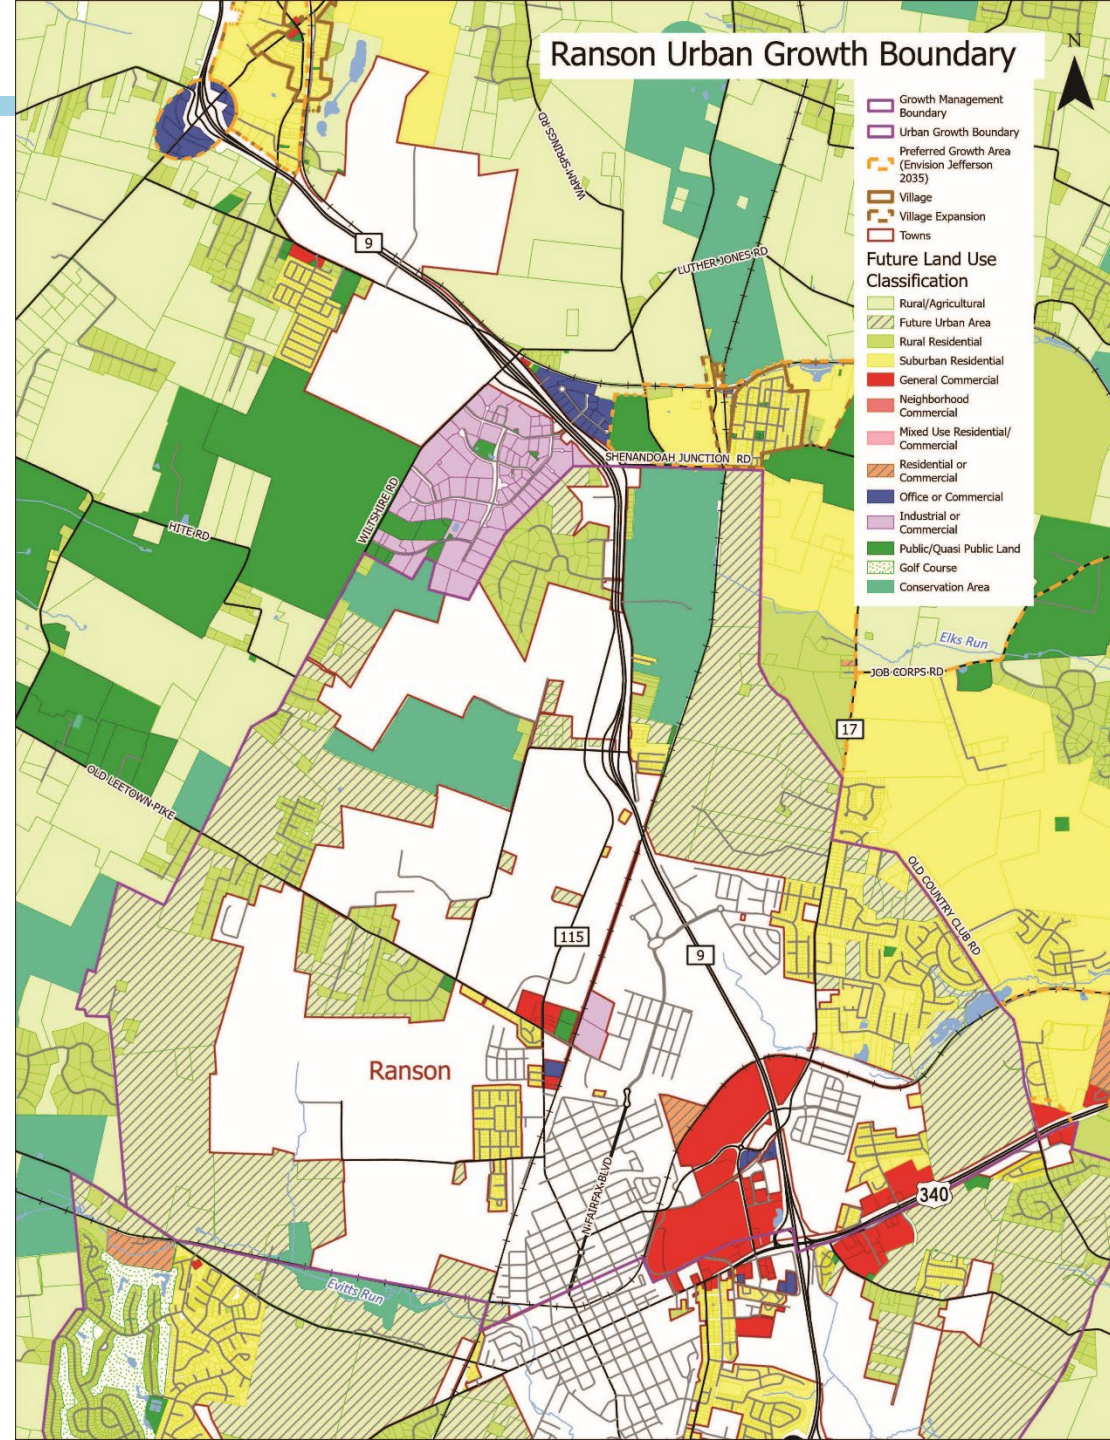 Ranson Urban Growth Boundary
N
Growth Management
Boundary
Urban Growth Boundary
Preferred Growth Area
(Envision Jefferson
2035)
Village
Village Expansion
Towns
Future Land Use
Classification
Rural/Agricultural
Future Urban Area
Rural Residential
Suburban Residential
General Commercial
Neighborhood
Commercial
Mixed Use Residential/
Commercial
Residential or
Commercial
Office or Commercial
Industrial or
Commercial
Public/Quasi Public Land
Golf Course
Conservation Area
WARM SPRINGS RD
9
LUTHER JONES RD
SHENANDOAH JUNCTION RD
WILTSHIRE RD
HITE RD
Elks Run
JOB CORPS RD
17
OLD LEETOWN PIKE
OLD COUNTRY CLUB RD
115
9
Ranson
N FAIRFAX BLVD
340
Evitts Run